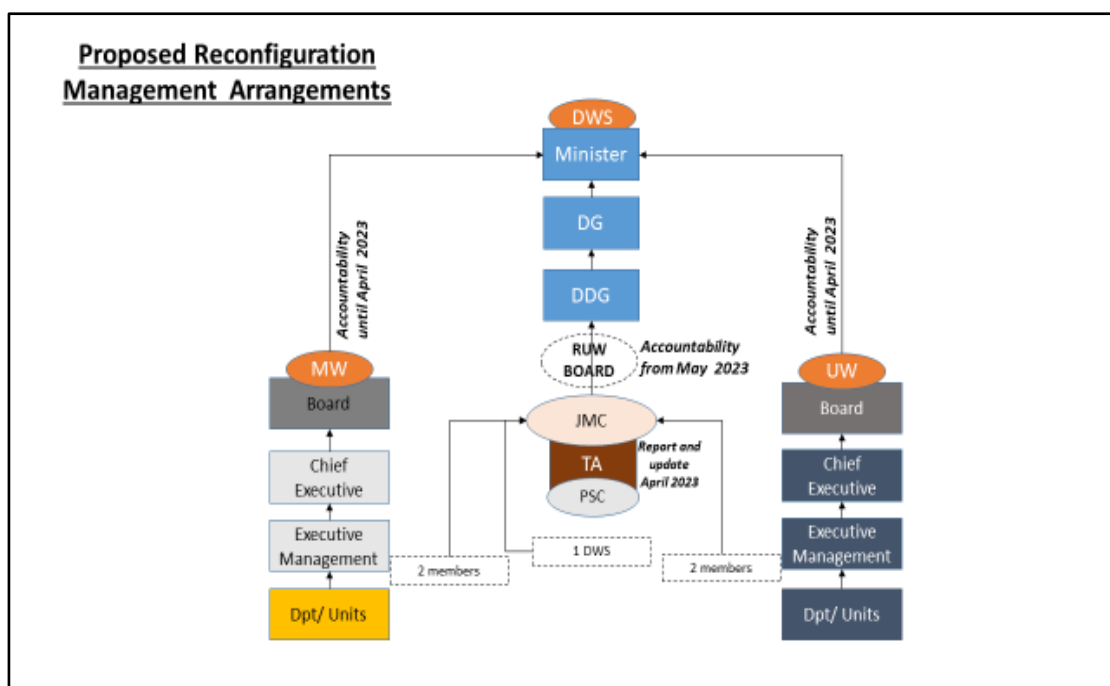 Proposed Reconfiguration
Management Arrangements
DWS
Minister
DG
DDG
RUW
BOARD
Accountability
from May 2023
Accountability
until April 2023
Accountability
until April 2023
MW
Board
Chief
Executive
Executive
Management
Dpt/ Units
JMC
TA
PSC
Report and
update
April 2023
2 members
1 DWS
2 members
UW
Board
Chief
Executive
Executive
Management
Dpt/ Units